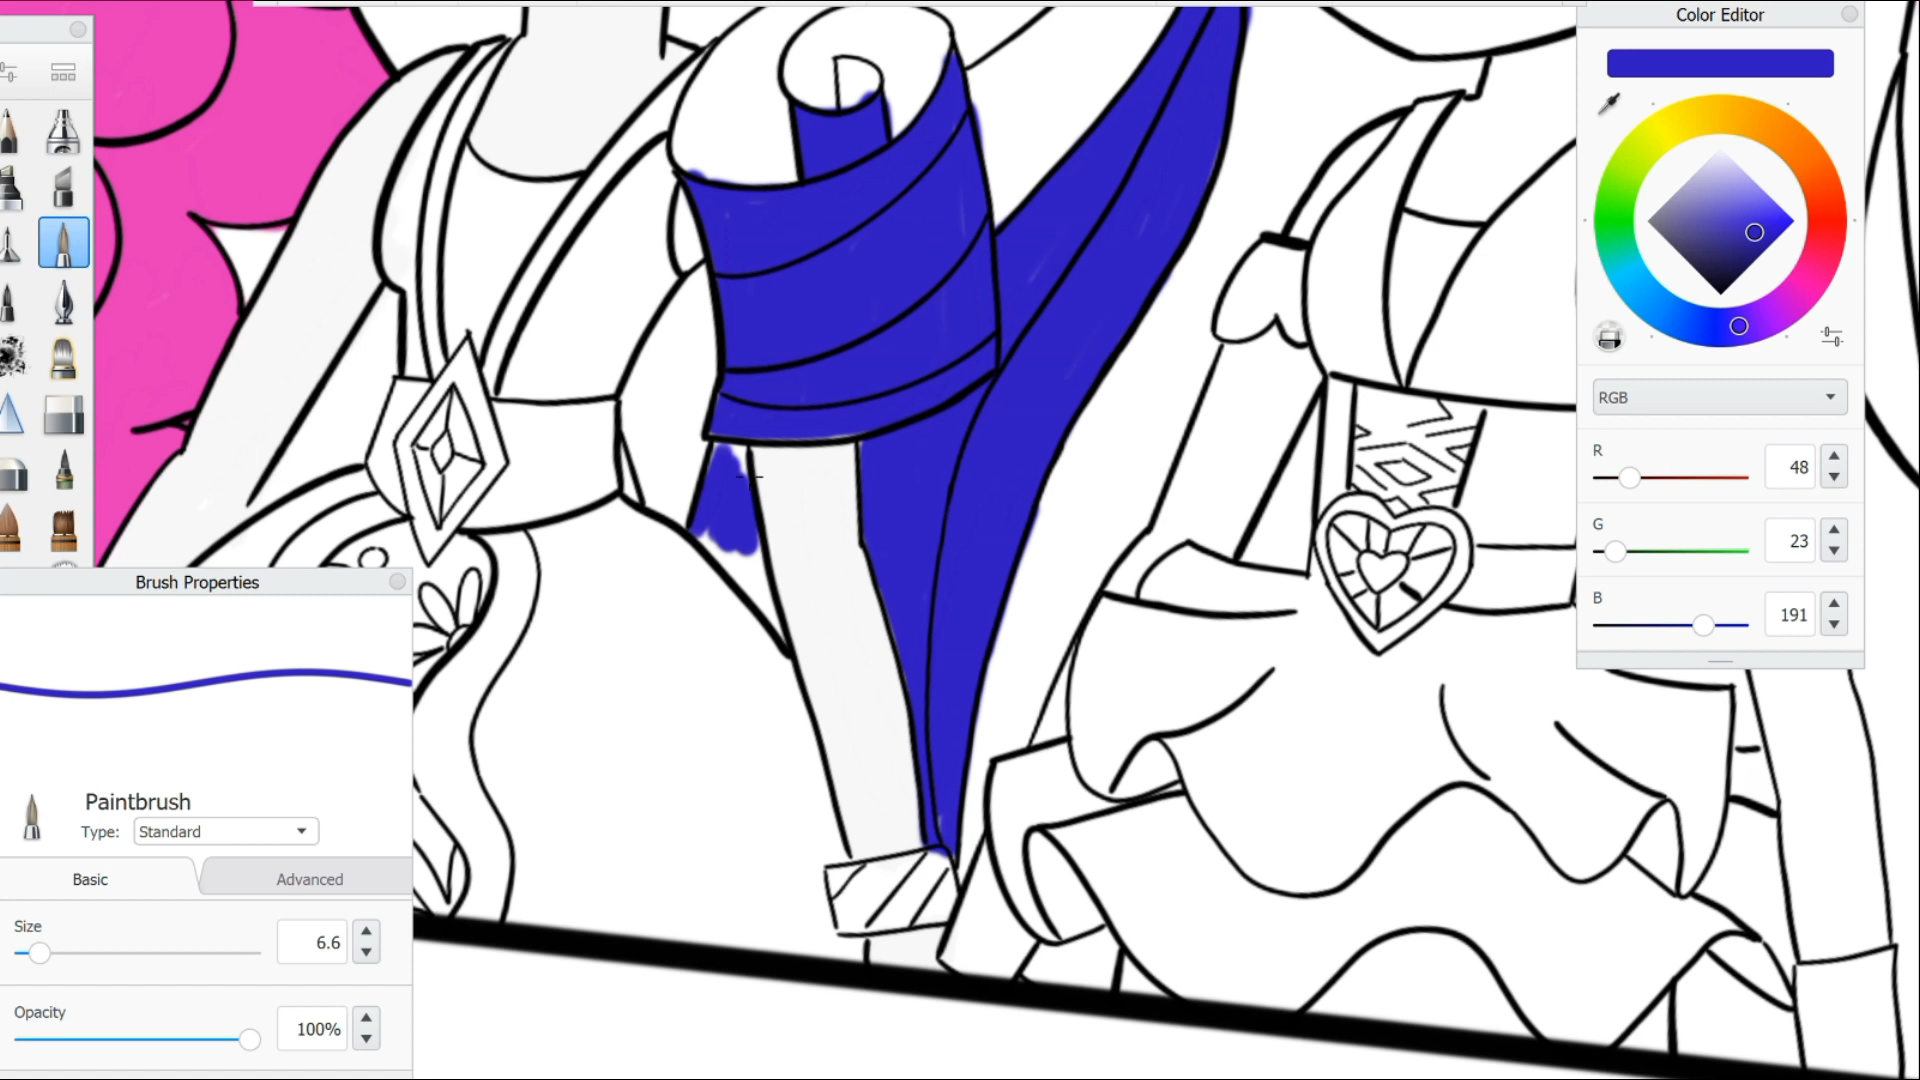 Color Editor
RGB
R
48
G
23
B
191
Brush Properties
Paintbrush
Type: Standard
Basic
Advanced
Size
6.6
Opacity
100%